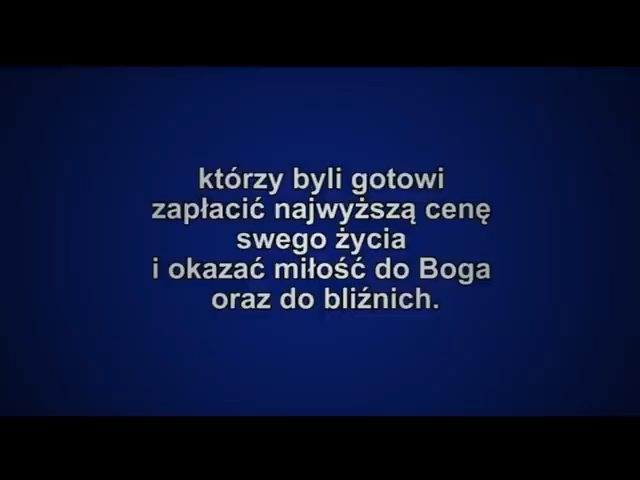 którzy byli gotowi
zapłacić najwyższą cenę
swego życia
i okazać miłość do Boga
oraz do bliźnich.